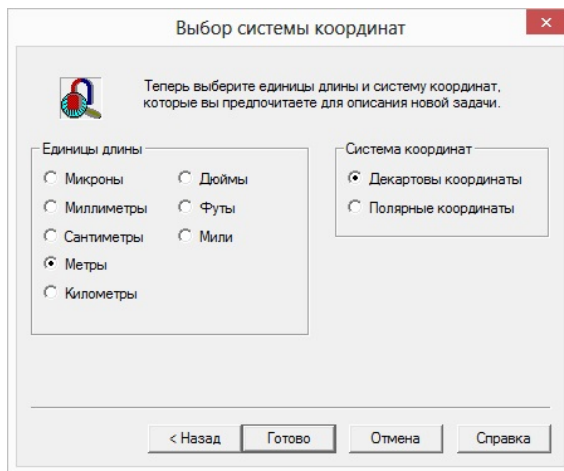 Выбор системы координат
Теперь выберите единицы длины и систему координат,
которые вы предпочитаете для описания новой задачи.
Единицы длины
Микроны
Дюймы
Миллиметры
Футы
Сантиметры
Мили
Метры
Километры
Система координат
Декартовы координаты
Полярные координаты
< Назад
Готово
Отмена
Справка